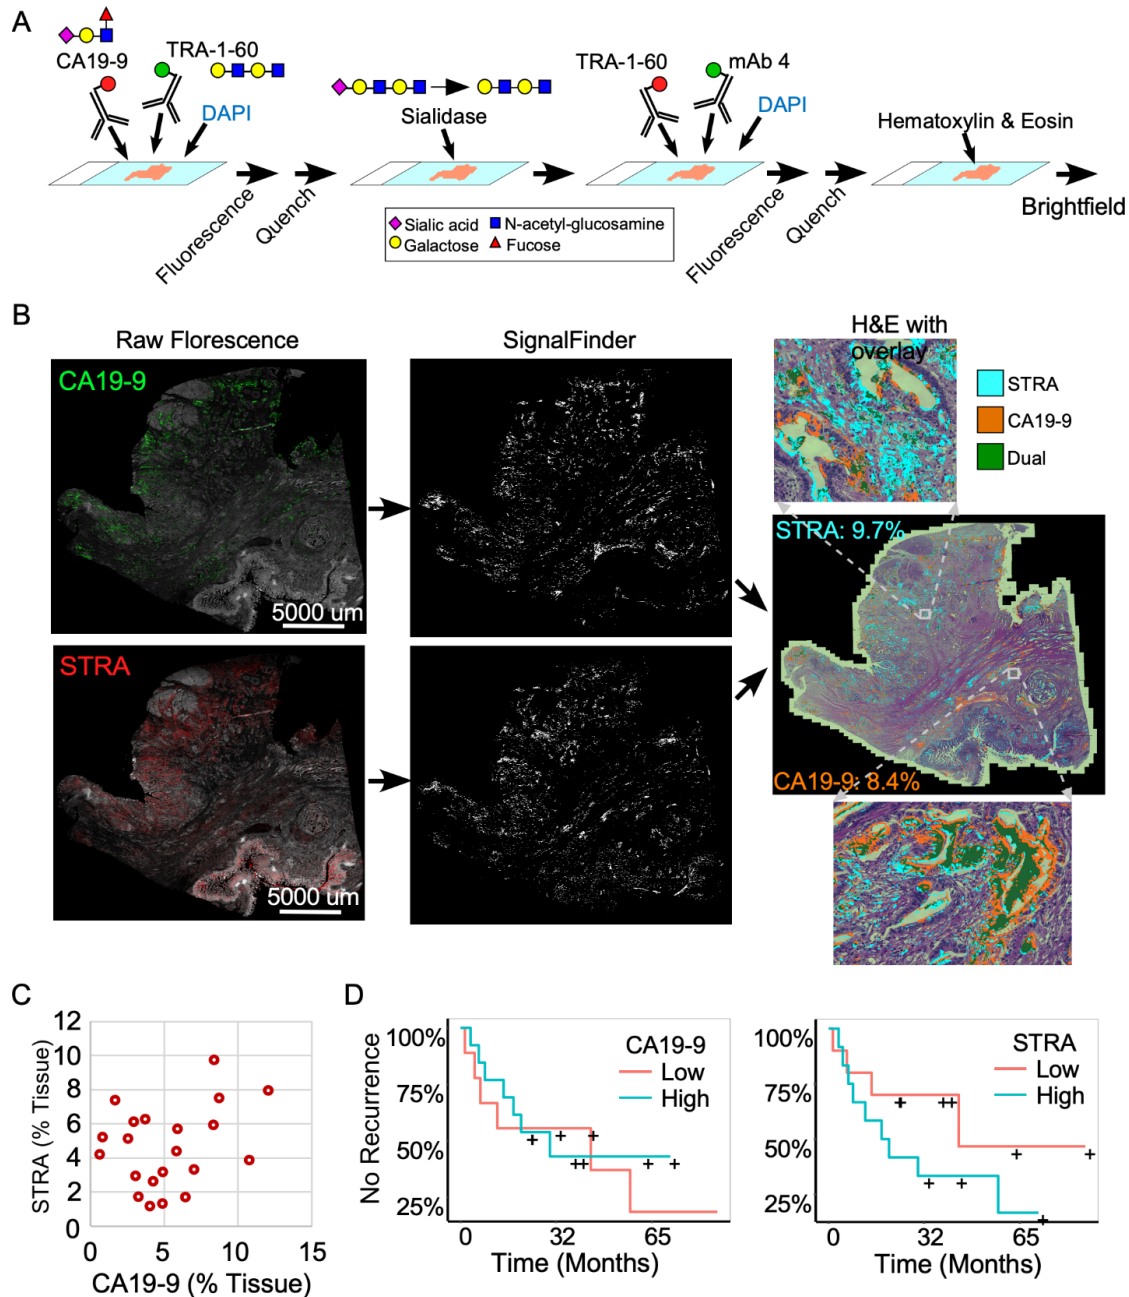 A
CA19-9
TRA-1-60
DAPI
Sialidase
TRA-1-60
mAb 4
DAPI
Hematoxylin & Eosin
Fluorescence
Quench
Fluorescence
Quench
Brightfield
Sialic acid
N-acetyl-glucosamine
Galactose
Fucose
B
Raw Florescence
SignalFinder
H&E with
overlay
CA19-9
5000 um
STRA
5000 um
STRA
CA19-9
Dual
STRA: 9.7%
CA19-9: 8.4%
C
STRA (% Tissue)
12
10
8
6
4
2
0
0
5
10
15
CA19-9 (% Tissue)
D
No Recurrence
100%
75%
50%
25%
CA19-9
Low
High
0
32
65
Time (Months)
100%
75%
50%
25%
STRA
Low
High
0
32
65
Time (Months)